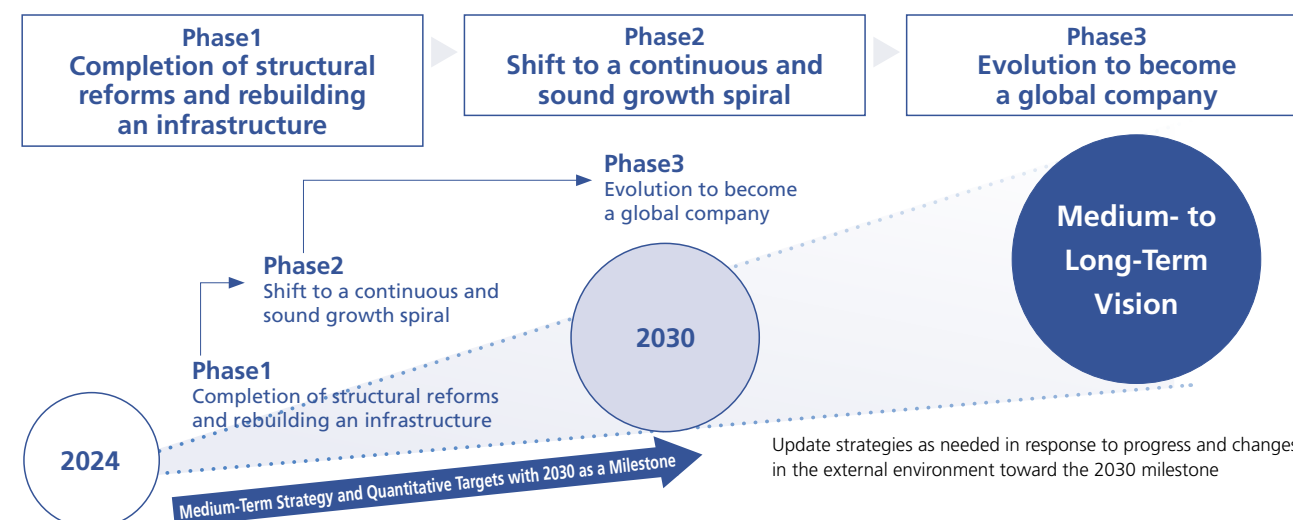 Phase1
Completion of structural
reforms and rebuilding
an infrastructure
Phase2
Shift to a continuous and
sound growth spiral
Phase3
Evolution to become
a global company
Phase3
Evolution to become
a global company
Medium- to
Long-Term
Vision
Phase2
Shift to a continuous and
sound growth spiral
2030
Phase1
Completion of structural reforms
and rebuilding an infrastructure
2024
Medium-Term Strategy and Quantitative Targets with 2030 as a Milestone
Update strategies as needed in response to progress and changes
in the external environment toward the 2030 milestone